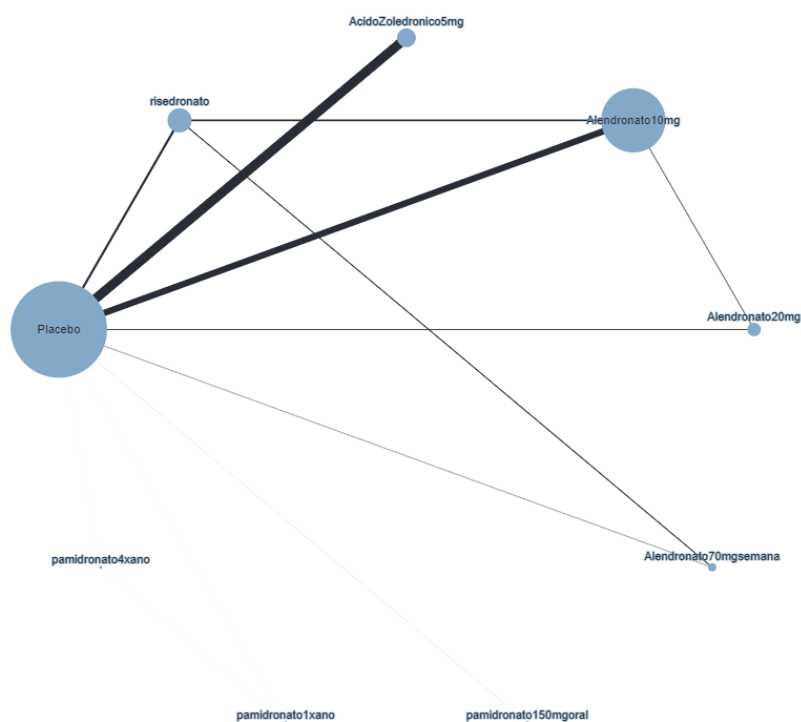 AcidoZoledronico5mg
risedronato
Alendronato10mg
Placebo
Alendronato20mg
pamidronato4xano
Alendronato70mgsemana
pamidronato1xano
pamidronato150mgoral